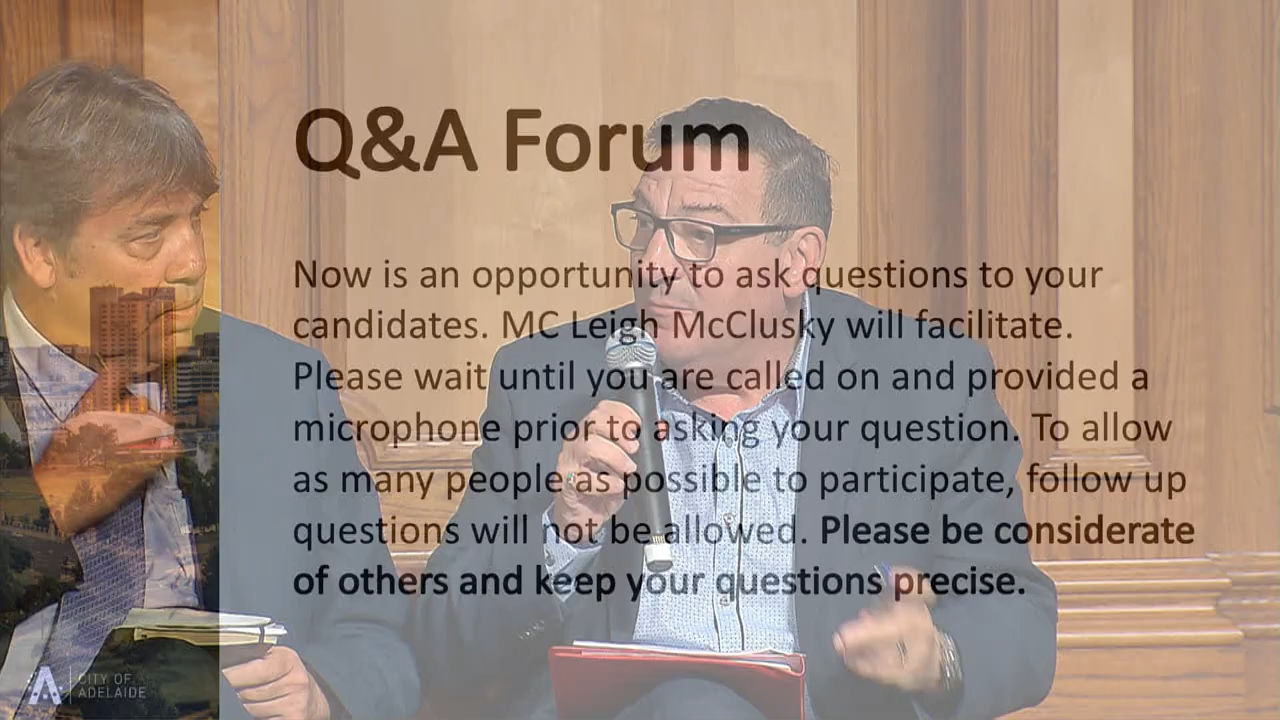 Q&A Forum
Now is an opportunity to ask questions to your
candidates. MC Leigh McClusky will facilitate.
Please wait until you are called on and provided a
microphone prior to asking your question. To allow
as many people as possible to participate, follow up
questions will not be allowed. Please be considerate
of others and keep your questions precise.
CITY OF
ADELAIDE